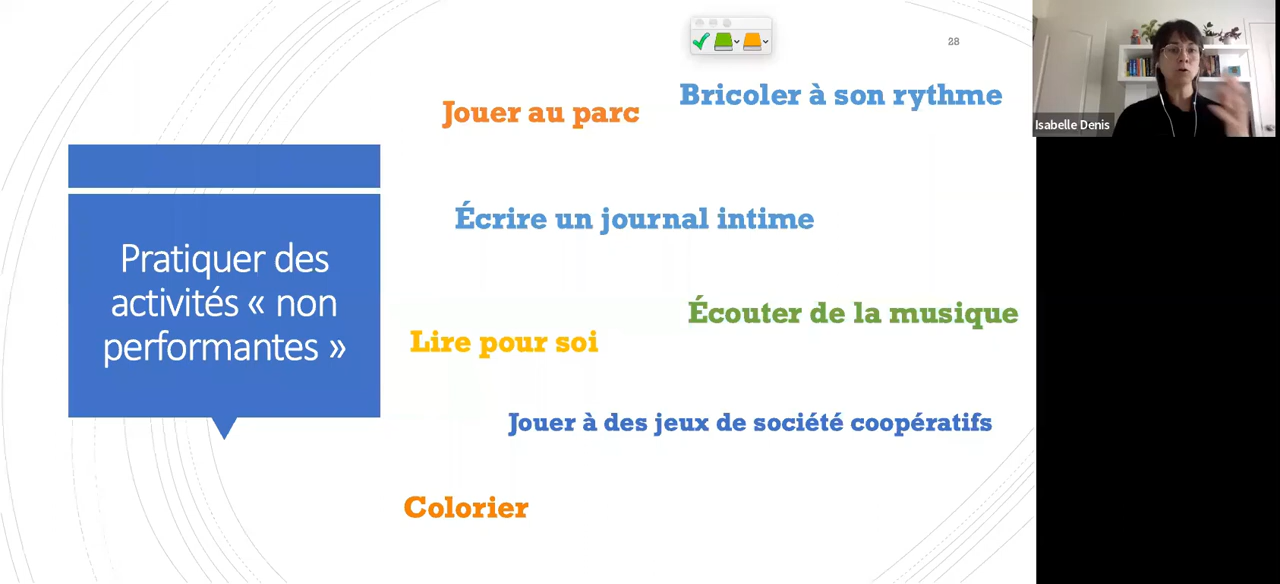 28
Isabelle Denis
Pratiquer des
activités « non
performantes »
Jouer au parc
Bricoler à son rythme
Écrire un journal intime
Écouter de la musique
Lire pour soi
Jouer à des jeux de société coopératifs
Colorier